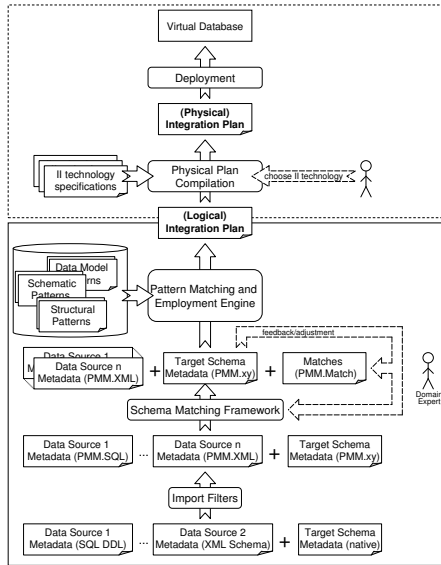 Virtual Database
Deployment
(Physical)
Integration Plan
II technology
specifications
Physical Plan
Compilation
choose II technology
(Logical)
Integration Plan
Data Model
Schematic
Patterns
Structural
Patterns
Pattern Matching and
Employment Engine
feedback/adjustment
Data Source 1
Data Source n
Metadata (PMM.XML)
+
Target Schema
Metadata (PMM.xy)
+
Matches
(PMM.Match)
Domain
Expert
Schema Matching Framework
Data Source 1
Metadata (PMM.SQL)
...
Data Source n
Metadata (PMM.XML)
+
Target Schema
Metadata (PMM.xy)
Import Filters
Data Source 1
Metadata (SQL DDL)
...
Data Source 2
Metadata (XML Schema)
+
Target Schema
Metadata (native)